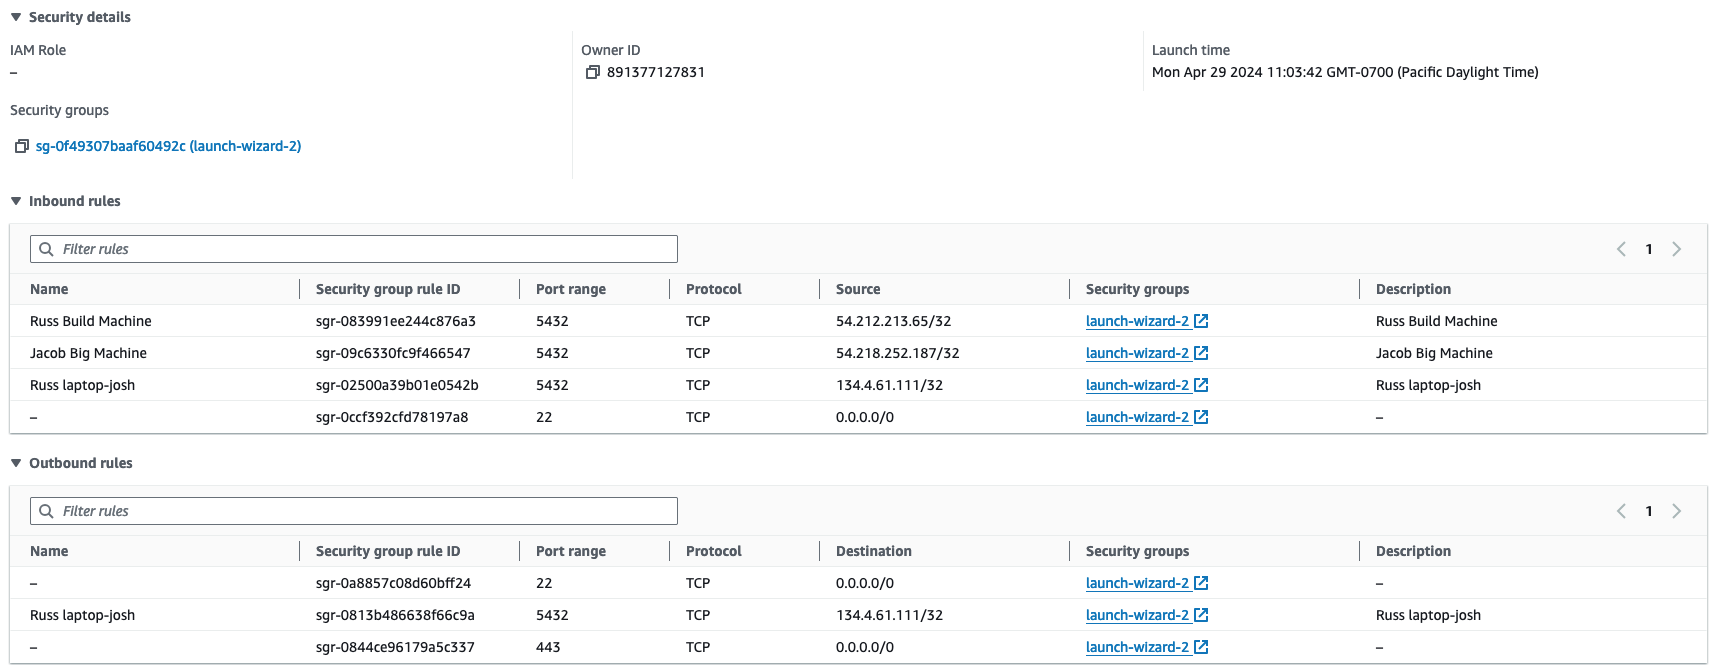 Security details
IAM Role
–
Owner ID
891377127831
Launch time
Mon Apr 29 2024 11:03:42 GMT-0700 (Pacific Daylight Time)
Security groups
sg-0f49307baaf60492c (launch-wizard-2)
Inbound rules
Filter rules
1
Name Security group rule ID Port range Protocol Source Security groups Description
Russ Build Machine sgr-083991ee244c876a3 5432 TCP 54.212.213.65/32 launch-wizard-2 Russ Build Machine
Jacob Big Machine sgr-09c6330fc9f466547 5432 TCP 54.218.252.187/32 launch-wizard-2 Jacob Big Machine
Russ laptop-josh sgr-02500a39b01e0542b 5432 TCP 134.4.61.111/32 launch-wizard-2 Russ laptop-josh
– sgr-0ccf392cfd78197a8 22 TCP 0.0.0.0/0 launch-wizard-2 –
Outbound rules
Filter rules
1
Name Security group rule ID Port range Protocol Destination Security groups Description
– sgr-0a8857c08d60bff24 22 TCP 0.0.0.0/0 launch-wizard-2 –
Russ laptop-josh sgr-0813b486638f66c9a 5432 TCP 134.4.61.111/32 launch-wizard-2 Russ laptop-josh
– sgr-0844ce96179a5c337 443 TCP 0.0.0.0/0 launch-wizard-2 –